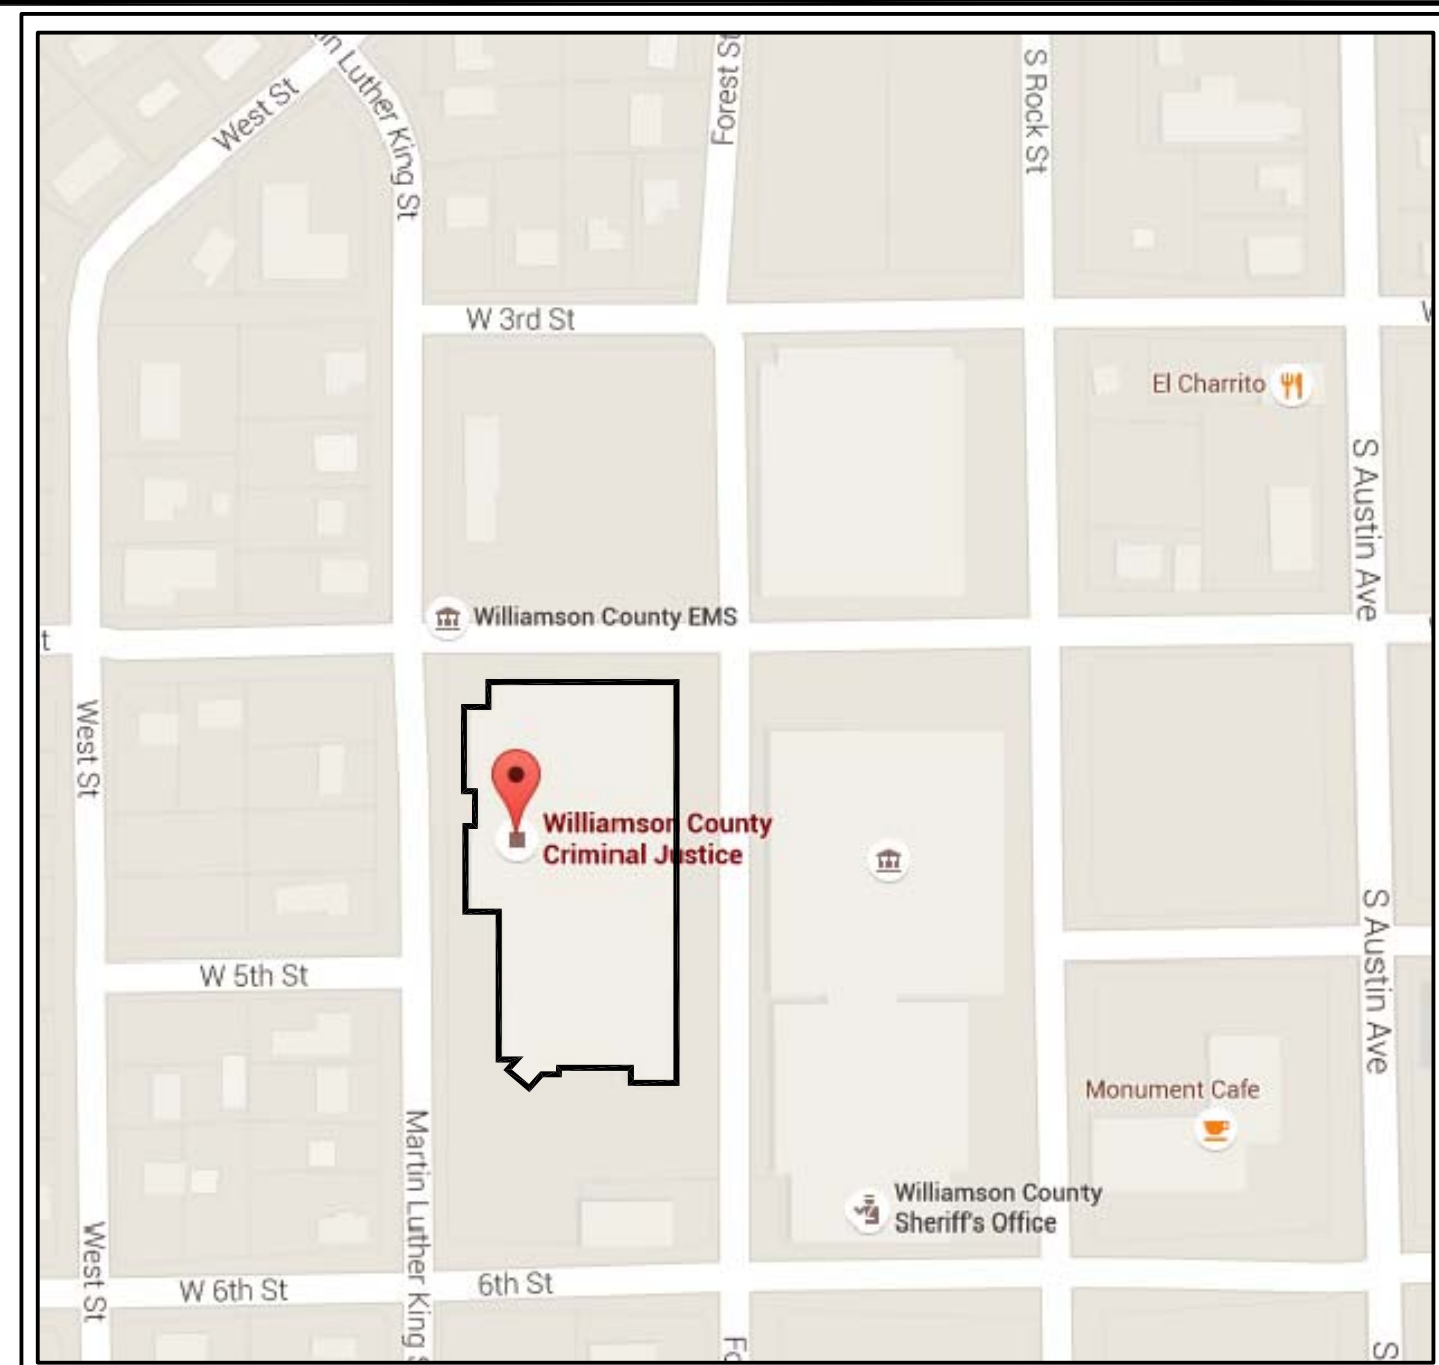 in Luther King St
Forest St
S Rock St
West St
W 3rd St
El Charrito
S Austin Ave
Williamson County EMS
t
West St
Williamson County
Criminal Justice
S Austin Ave
W 5th St
Monument Cafe
Martin Luther King S
Williamson County
Sheriff's Office
West St
W 6th St
6th St
Fo
S